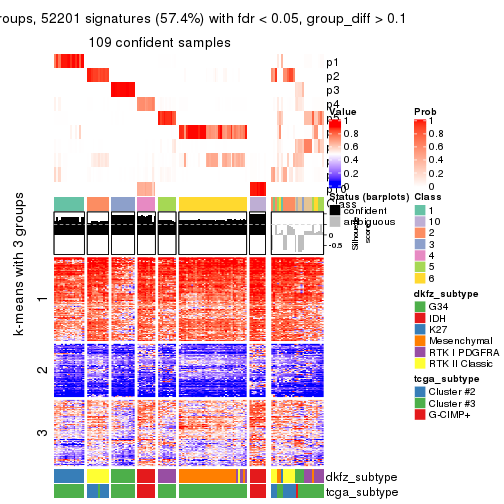 roups, 52201 signatures (57.4%) with fdr < 0.05, group_diff > 0.1
109 confident samples
p1
p2
p3
p4
Value
1
0.8
0.6
0.4
0.2
0
Prob
1
0.8
0.6
0.4
0.2
0
Class
Status (barplots)
confident
ambiguous
0
-0.5
Silhouette
score
Class
1
10
2
3
4
5
6
k-means with 3 groups
1
2
3
dkfz_subtype
G34
IDH
K27
Mesenchymal
RTK I PDGFRA
RTK II Classic
tcga_subtype
Cluster #2
Cluster #3
G-CIMP+
dkfz_subtype
tcga_subtype